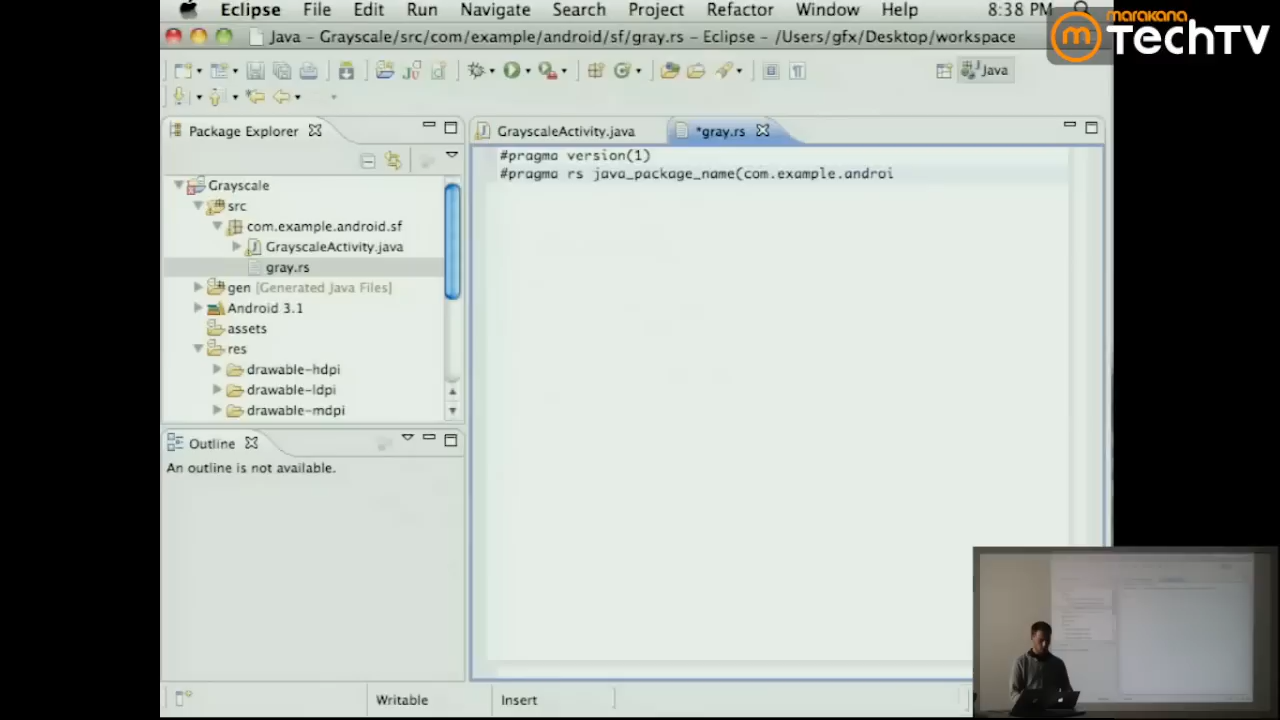 Eclipse File Edit Run Navigate Search Project Refactor Window Help 8:38 PM
marakana
TechTV
Java - Grayscale/src/com/example/android/sf/gray.rs - Eclipse - /Users/gfx/Desktop/workspace
Java
Package Explorer
GrayscaleActivity.java
*gray.rs
#pragma version(1)
#pragma rs java_package_name(com.example.androi
Grayscale
src
com.example.android.sf
GrayscaleActivity.java
gray.rs
gen [Generated Java Files]
Android 3.1
assets
res
drawable-hdpi
drawable-ldpi
drawable-mdpi
Outline
An outline is not available.
Writable
Insert